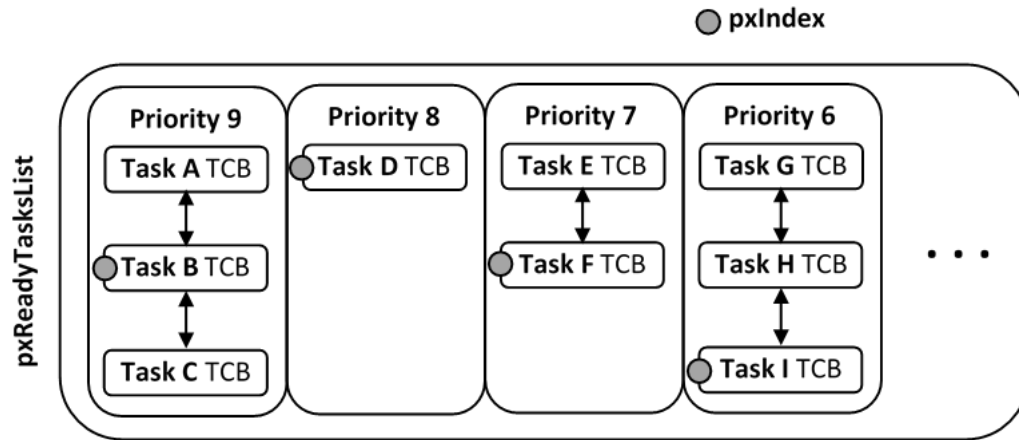 pxIndex
pxReadyTasksList
Priority 9
Task A TCB
Task B TCB
Task C TCB
Priority 8
Task D TCB
Priority 7
Task E TCB
Task F TCB
Priority 6
Task G TCB
Task H TCB
Task I TCB
. . .